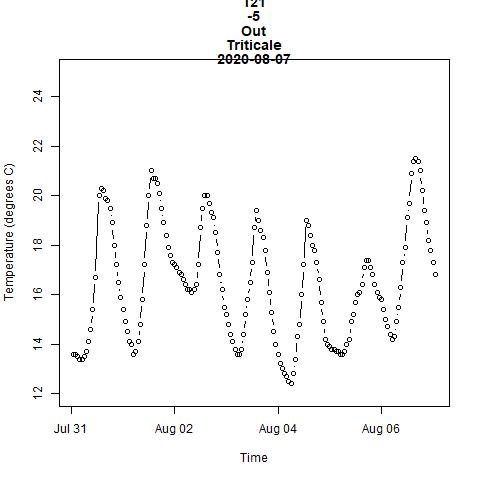 121
-5
Out
Triticale
2020-08-07
Temperature (degrees C)
24
22
20
18
16
14
12
Jul 31
Aug 02
Aug 04
Aug 06
Time